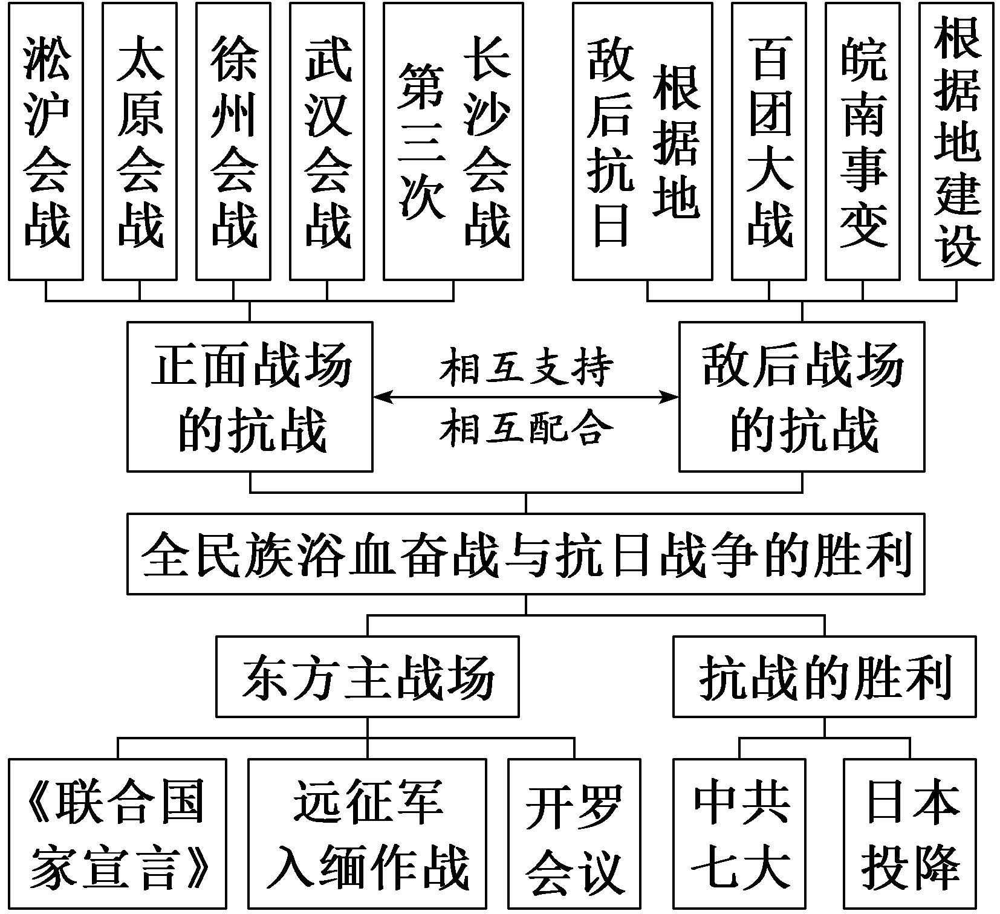 淞沪会战
太原会战
徐州会战
武汉会战
第三次
长沙会战
敌后抗日
根据地
百团大战
皖南事变
根据地建设
正面战场
的抗战
相互支持
相互配合
敌后战场
的抗战
全民族浴血奋战与抗日战争的胜利
东方主战场
抗战的胜利
《联合国
家宣言》
远征军
入缅作战
开罗
会议
中共
七大
日本
投降